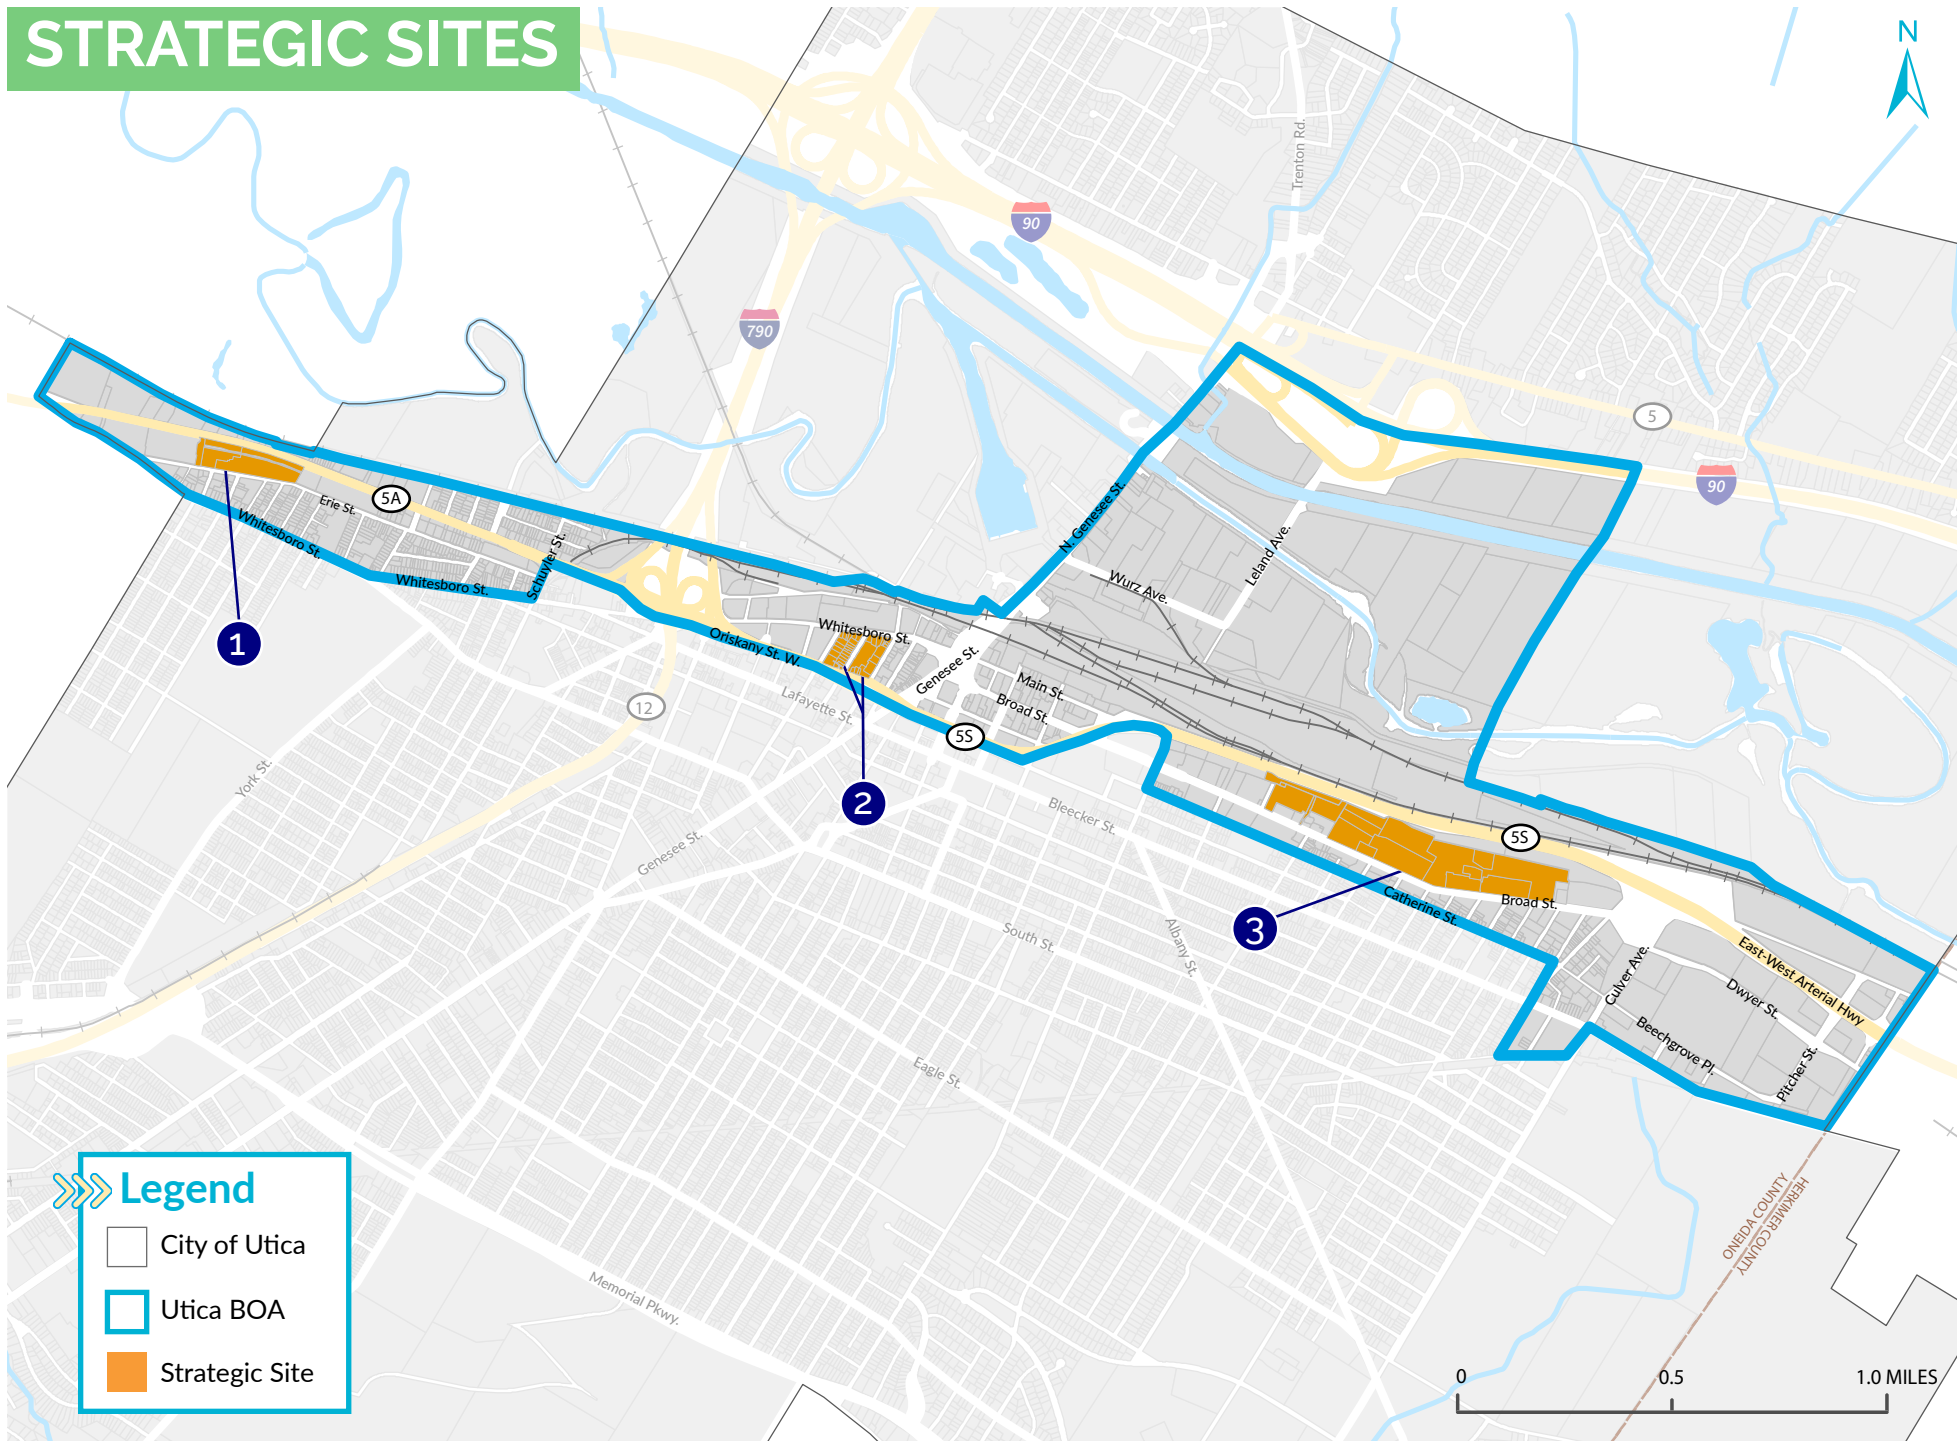 STRATEGIC SITES
N
Trenton Rd.
90
790
5
90
5A
Erie St.
Whitesboro St.
Whitesboro St.
Schuyler St.
N. Genesee St.
Wurz Ave.
Leland Ave.
1
Whitesboro St.
Oriskany St. W.
Genesee St.
Main St.
Broad St.
Lafayette St.
12
5S
York St.
2
Bleecker St.
5S
Genesee St.
Catherine St.
Broad St.
3
South St.
Albany St.
Culver Ave.
East-West Arterial Hwy
Dwyer St.
Beechgrove Pl.
Pitcher St.
Eagle St.
Memorial Pkwy.
ONEIDA COUNTY
HERKIMER COUNTY
Legend
City of Utica
Utica BOA
Strategic Site
0 0.5 1.0 MILES